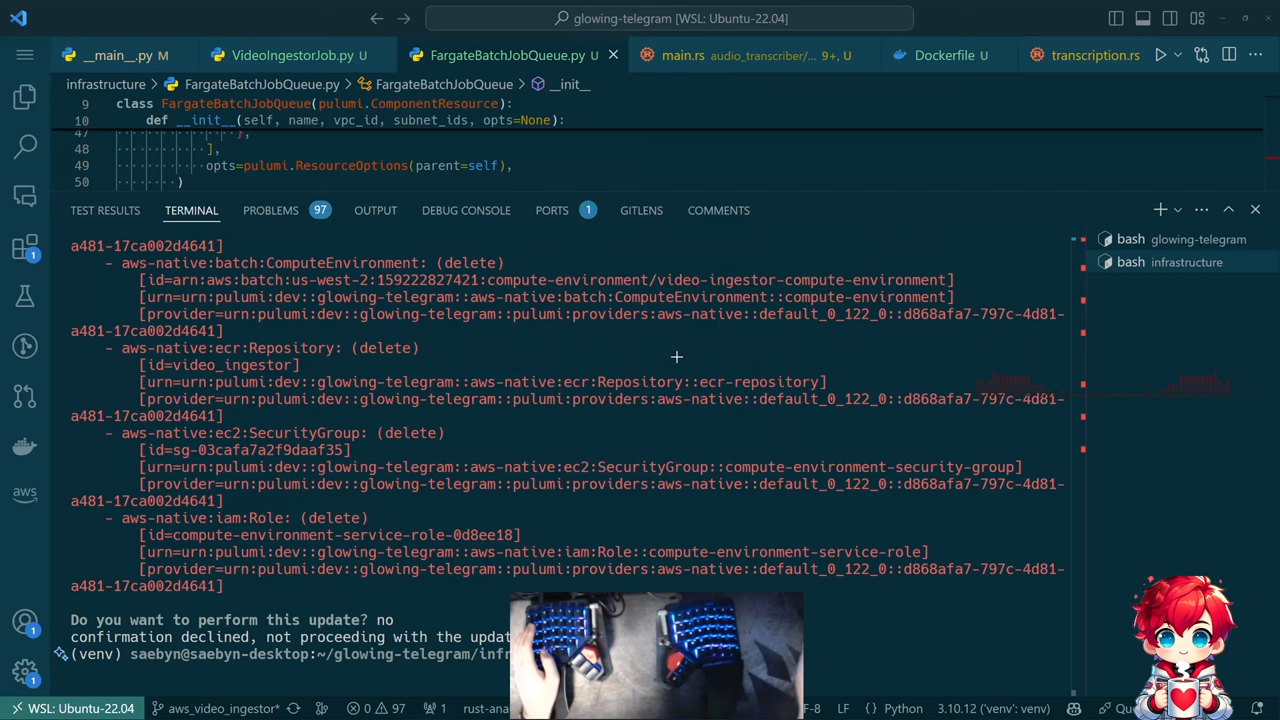 glowing-telegram [WSL: Ubuntu-22.04]
__main__.py M
VideoIngestorJob.py U
FargateBatchJobQueue.py U
main.rs audio_transcriber/... 9+, U
Dockerfile U
transcription.rs
infrastructure > FargateBatchJobQueue.py > FargateBatchJobQueue > __init__
9 class FargateBatchJobQueue(pulumi.ComponentResource):
10 def __init__(self, name, vpc_id, subnet_ids, opts=None):
47 },
48 ],
49 opts=pulumi.ResourceOptions(parent=self),
50 )
TEST RESULTS TERMINAL PROBLEMS 97 OUTPUT DEBUG CONSOLE PORTS 1 GITLENS COMMENTS
bash glowing-telegram
bash infrastructure
a481-17ca002d4641]
- aws-native:batch:ComputeEnvironment: (delete)
[id=arn:aws:batch:us-west-2:159222827421:compute-environment/video-ingestor-compute-environment]
[urn=urn:pulumi:dev::glowing-telegram::aws-native:batch:ComputeEnvironment::compute-environment]
[provider=urn:pulumi:dev::glowing-telegram::pulumi:providers:aws-native::default_0_122_0::d868afa7-797c-4d81-
a481-17ca002d4641]
- aws-native:ecr:Repository: (delete)
[id=video_ingestor]
[urn=urn:pulumi:dev::glowing-telegram::aws-native:ecr:Repository::ecr-repository]
[provider=urn:pulumi:dev::glowing-telegram::pulumi:providers:aws-native::default_0_122_0::d868afa7-797c-4d81-
a481-17ca002d4641]
- aws-native:ec2:SecurityGroup: (delete)
[id=sg-03cafa7a2f9daaf35]
[urn=urn:pulumi:dev::glowing-telegram::aws-native:ec2:SecurityGroup::compute-environment-security-group]
[provider=urn:pulumi:dev::glowing-telegram::pulumi:providers:aws-native::default_0_122_0::d868afa7-797c-4d81-
a481-17ca002d4641]
- aws-native:iam:Role: (delete)
[id=compute-environment-service-role-0d8ee18]
[urn=urn:pulumi:dev::glowing-telegram::aws-native:iam:Role::compute-environment-service-role]
[provider=urn:pulumi:dev::glowing-telegram::pulumi:providers:aws-native::default_0_122_0::d868afa7-797c-4d81-
a481-17ca002d4641]
Do you want to perform this update? no
confirmation declined, not proceeding with the updat
(venv) saebyn@saebyn-desktop:~/glowing-telegram/infr
aws
1
1
1
WSL: Ubuntu-22.04 aws_video_ingestor* 0 97 1 rust-ana F-8 LF Python 3.10.12 ('venv': venv) Qu